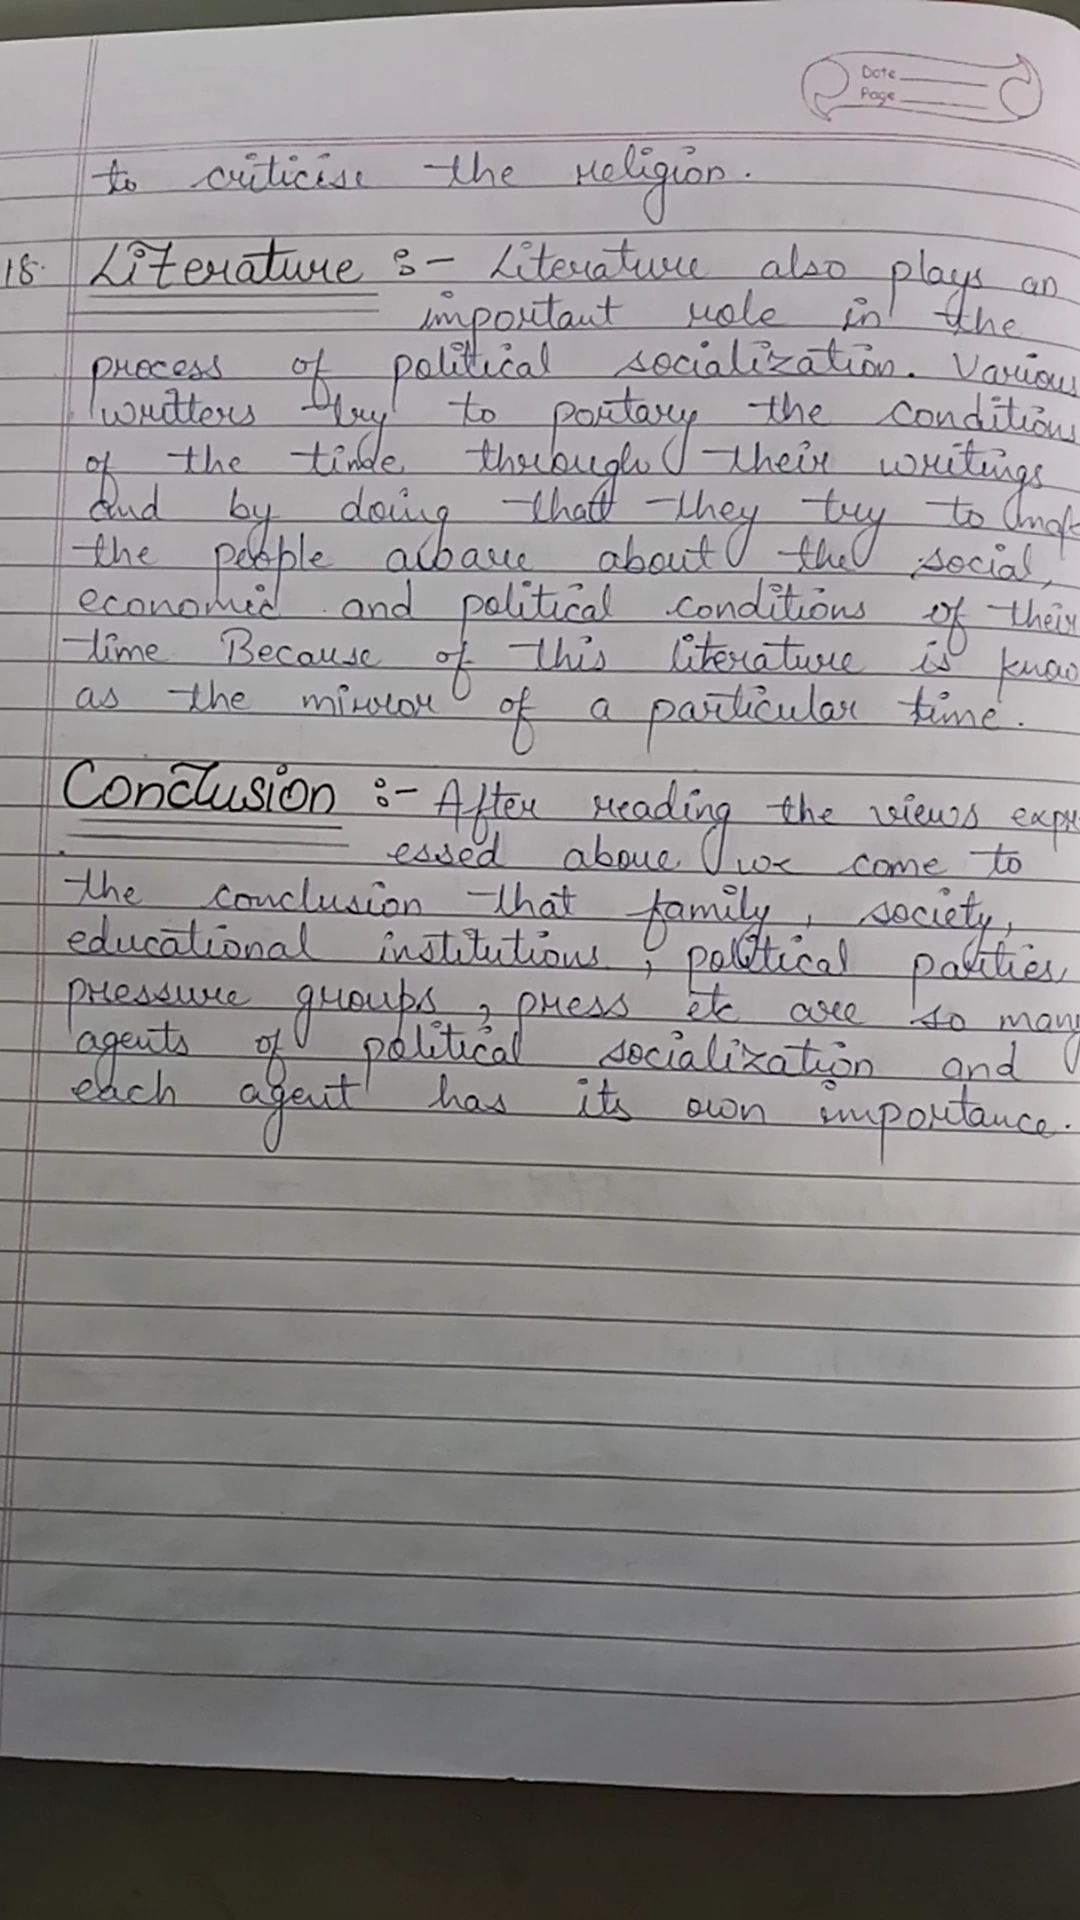 Date
Page
to criticise the religion.
18. Literature :- Literature also plays an
important role in the
process of political socialization. Various
writters try to portary the conditions
of the time through their writings
and by doing that they try to mak
the people aware about the social,
economic and political conditions of their
time Because of this literature is know
as the mirror of a particular time.
Conclusion :- After reading the views expr
essed above we come to
the conclusion that family, society,
educational institutions, political parties,
pressure groups, press etc are so many
agents of political socialization and
each agent has its own importance.